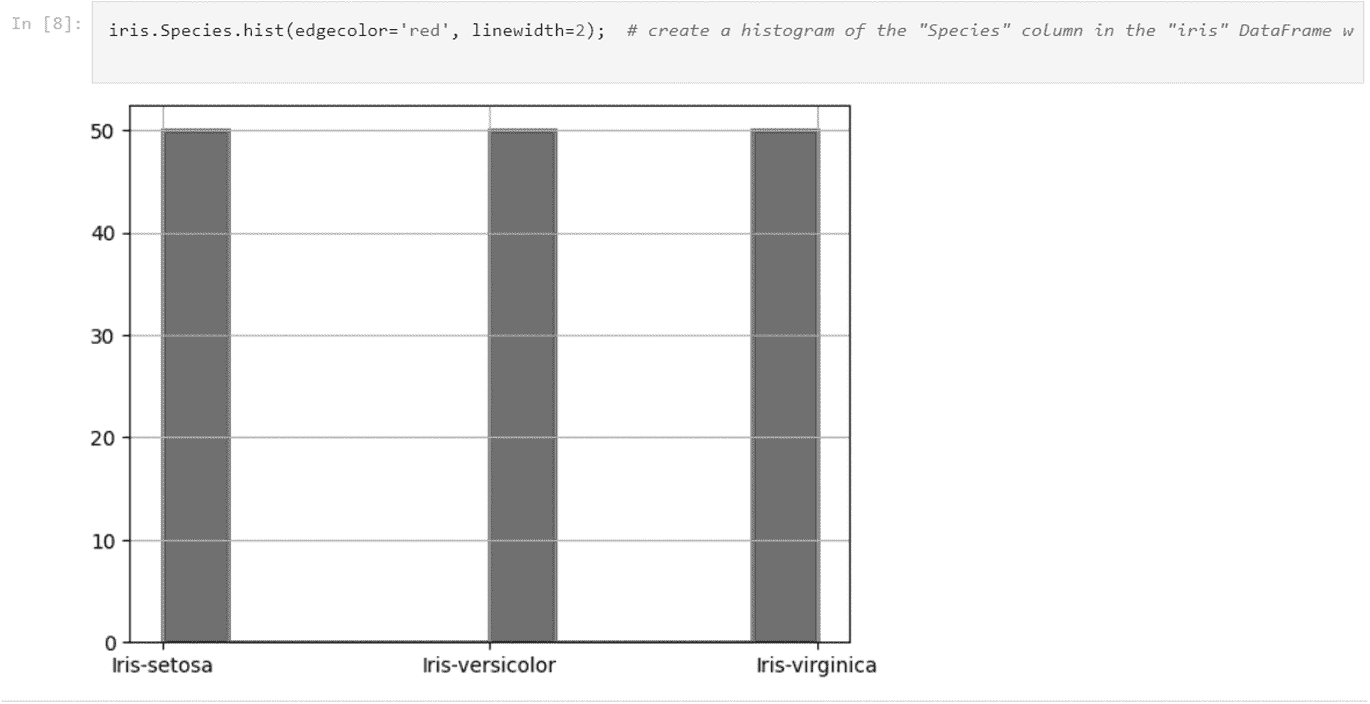 In [8]:
iris.Species.hist(edgecolor='red', linewidth=2);  # create a histogram of the "Species" column in the "iris" DataFrame w
50
40
30
20
10
0
Iris-setosa Iris-versicolor Iris-virginica